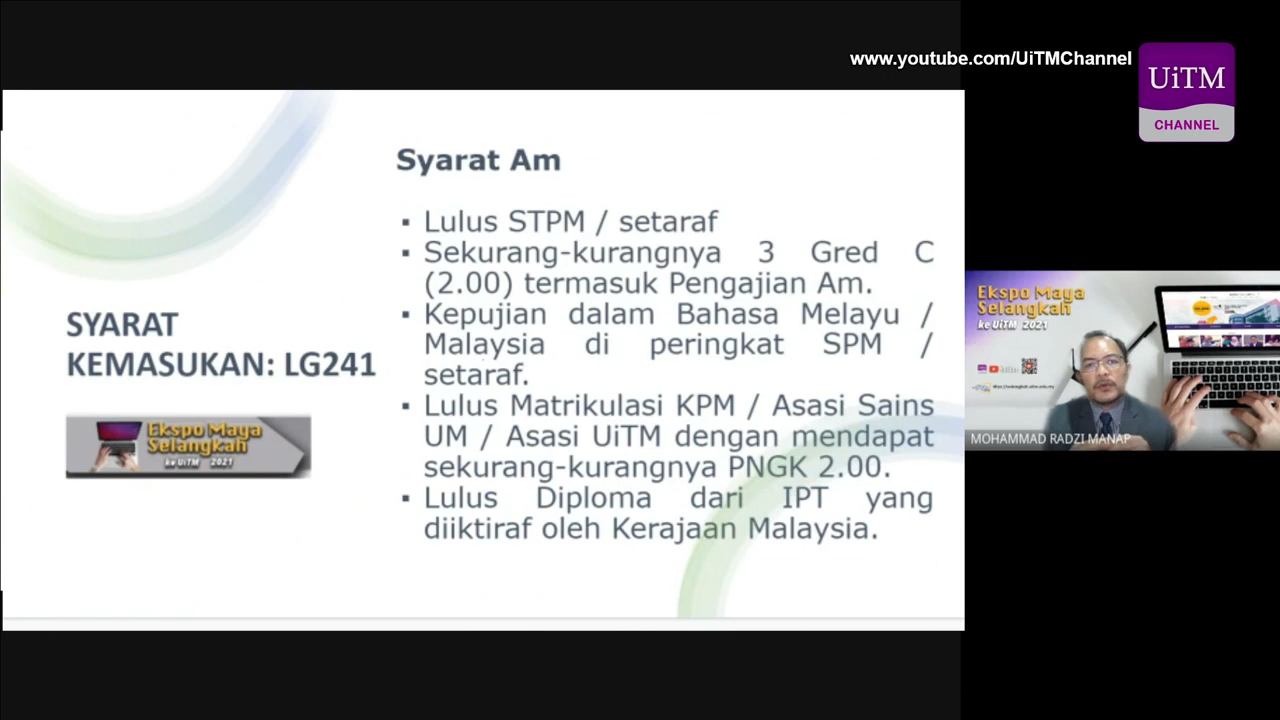 www.youtube.com/UiTMChannel
UiTM
CHANNEL
Syarat Am
▪ Lulus STPM / setaraf
▪ Sekurang-kurangnya 3 Gred C
(2.00) termasuk Pengajian Am.
▪ Kepujian dalam Bahasa Melayu /
Malaysia di peringkat SPM /
setaraf.
▪ Lulus Matrikulasi KPM / Asasi Sains
UM / Asasi UiTM dengan mendapat
sekurang-kurangnya PNGK 2.00.
▪ Lulus Diploma dari IPT yang
diiktiraf oleh Kerajaan Malaysia.
SYARAT
KEMASUKAN: LG241
Ekspo Maya
Selangkah
ke UiTM 2021
Ekspo Maya
Selangkah
ke UiTM 2021
MOHAMMAD RADZI MANAP